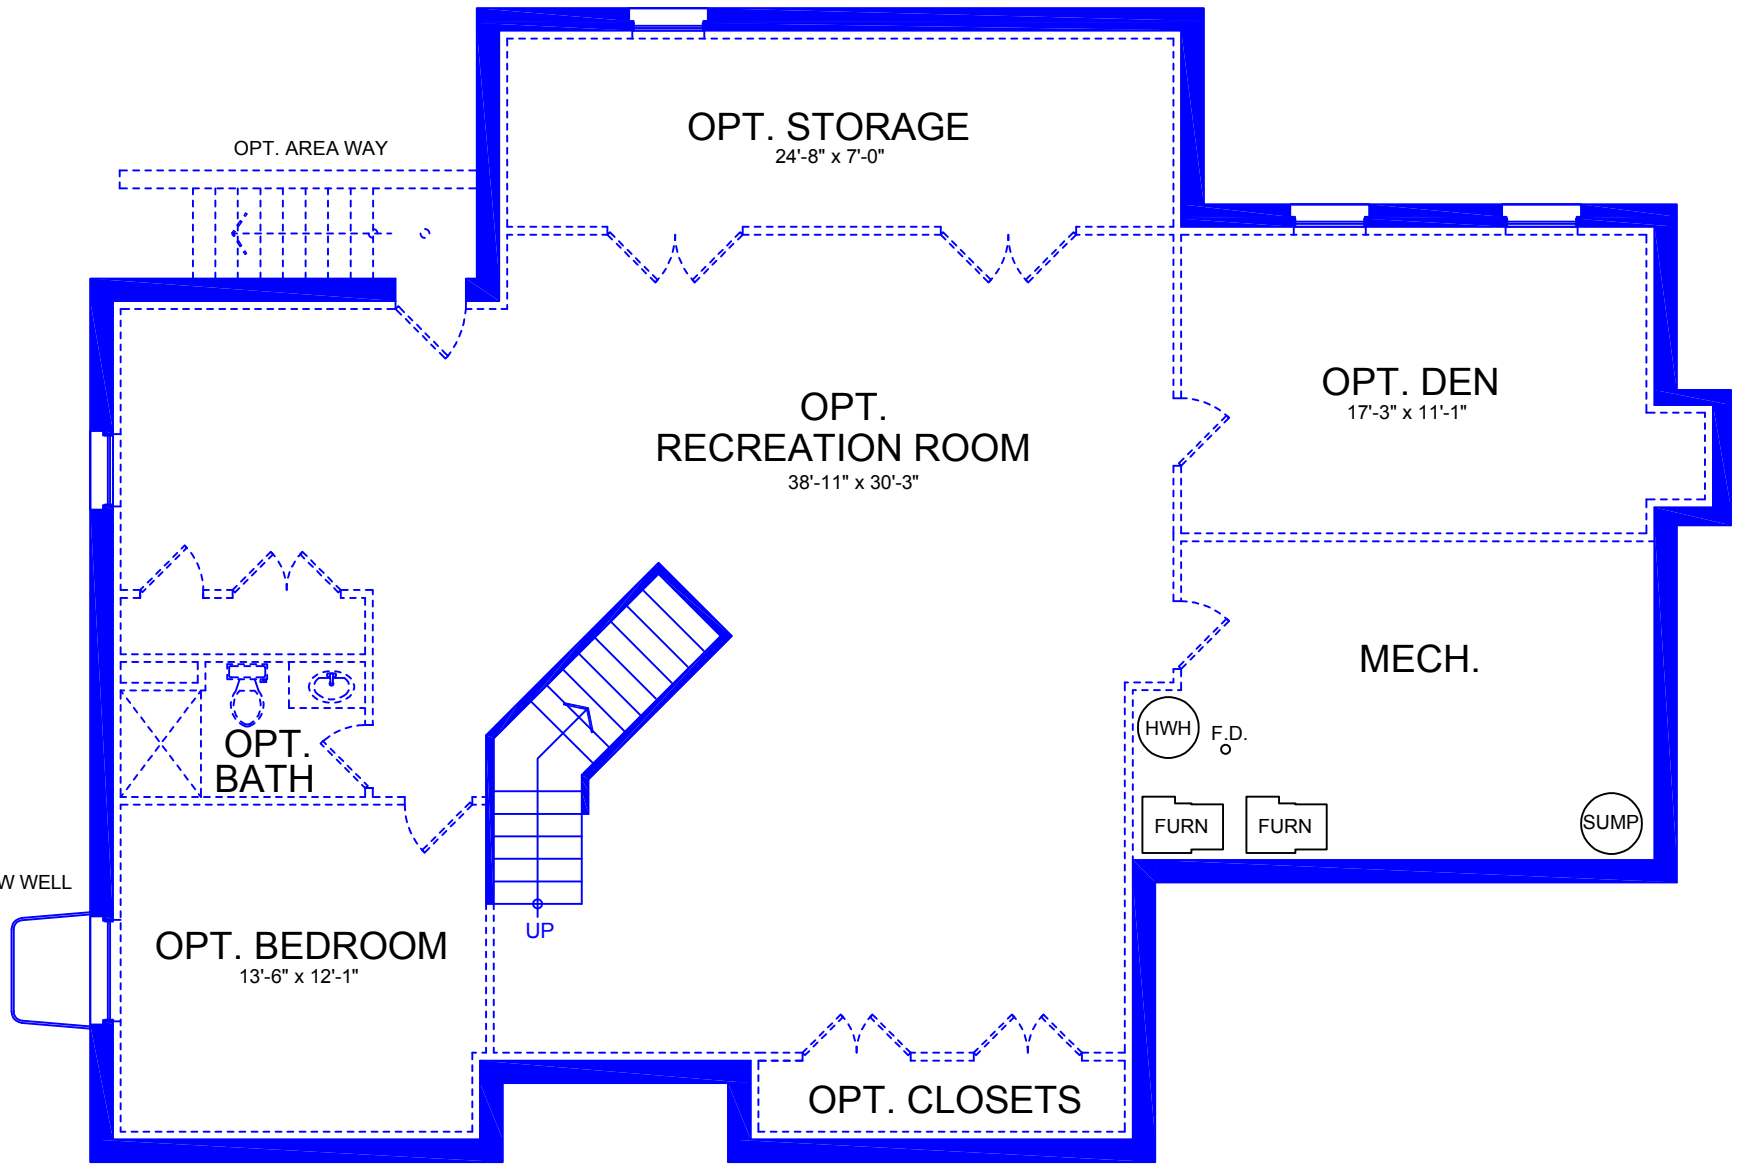 OPT. STORAGE
24'-8" x 7'-0"
OPT. AREA WAY
OPT. DEN
17'-3" x 11'-1"
OPT.
RECREATION ROOM
38'-11" x 30'-3"
MECH.
HWH
F.D.
OPT.
BATH
FURN
FURN
SUMP
WELL
UP
OPT. BEDROOM
13'-6" x 12'-1"
OPT. CLOSETS